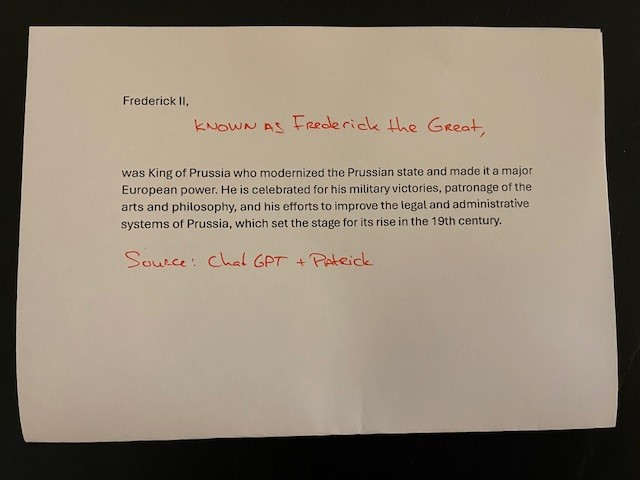 Frederick II,
KNOWN AS Frederick the Great,
was King of Prussia who modernized the Prussian state and made it a major
European power. He is celebrated for his military victories, patronage of the
arts and philosophy, and his efforts to improve the legal and administrative
systems of Prussia, which set the stage for its rise in the 19th century.
Source: Chat GPT + Patrick